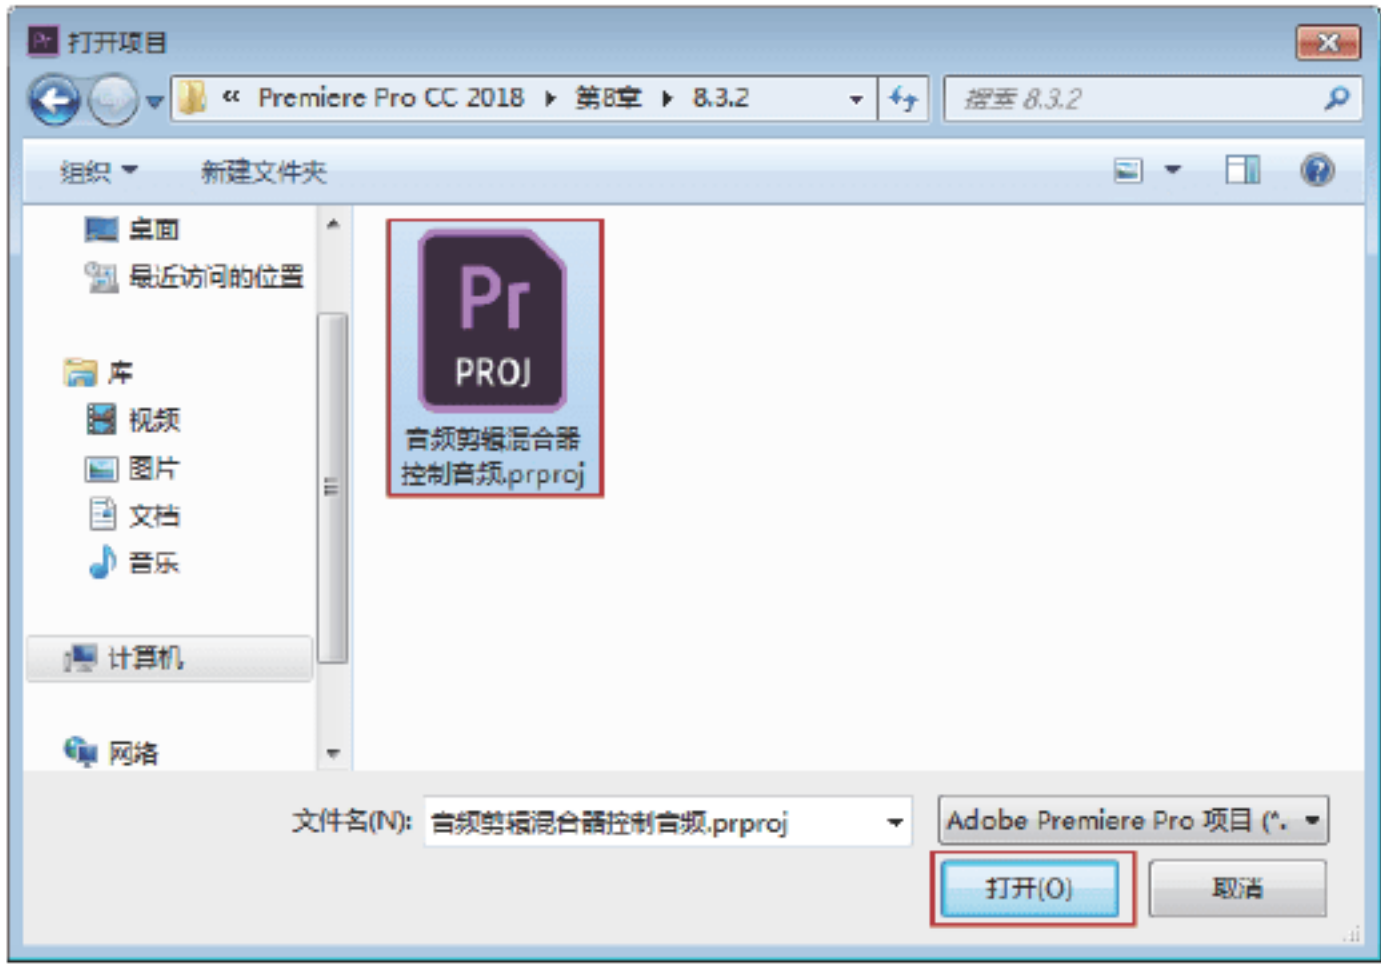 Pr 打开项目
« Premiere Pro CC 2018 ▸ 第8章 ▸ 8.3.2
搜索 8.3.2
组织 新建文件夹
桌面
最近访问的位置
库
视频
图片
文档
音乐
计算机
网络
Pr
PROJ
音频剪辑混合器
控制音频.prproj
文件名(N): 音频剪辑混合器控制音频.prproj
Adobe Premiere Pro 项目 (*.
打开(O) 取消